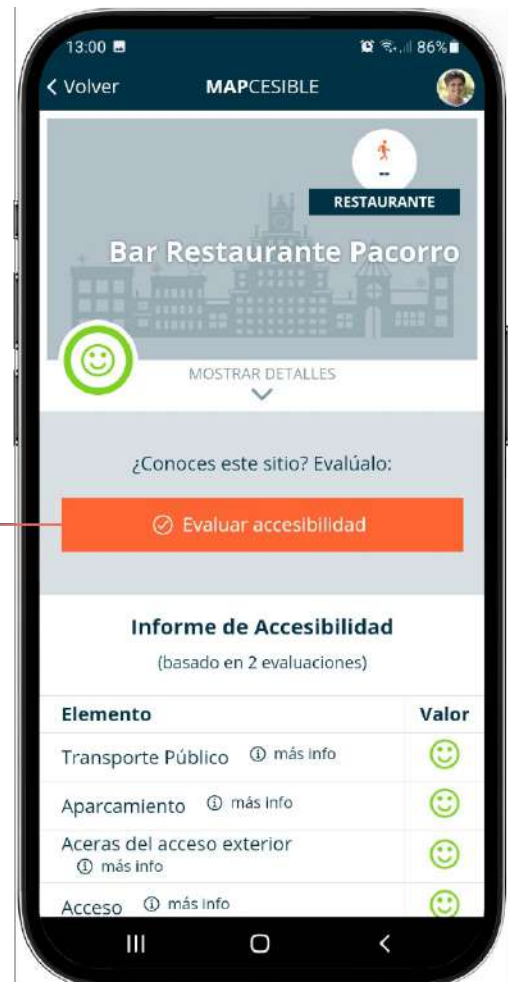 13:00 86%
Volver MAPCESIBLE
--
RESTAURANTE
Bar Restaurante Pacorro
MOSTRAR DETALLES
¿Conoces este sitio? Evalúalo:
Evaluar accesibilidad
Informe de Accesibilidad
(basado en 2 evaluaciones)
Elemento Valor
Transporte Público más info
Aparcamiento más info
Aceras del acceso exterior
más info
Acceso más info